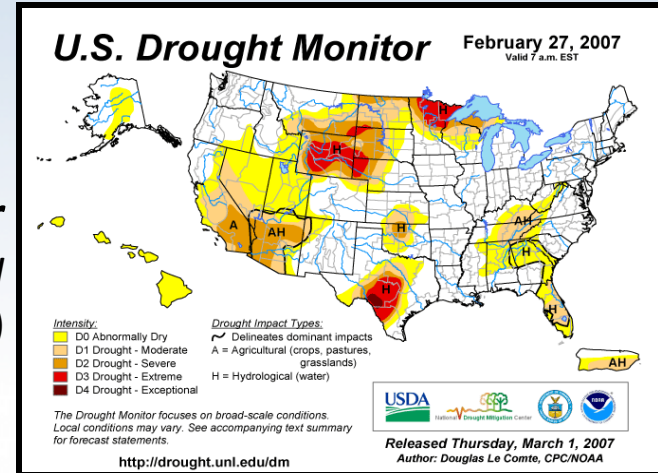 U.S. Drought Monitor
February 27, 2007
Valid 7 a.m. EST
H
H
A
AH
H
H
AH
H
H
AH
Intensity:
D0 Abnormally Dry
D1 Drought - Moderate
D2 Drought - Severe
D3 Drought - Extreme
D4 Drought - Exceptional
Drought Impact Types:
Delineates dominant impacts
A = Agricultural (crops, pastures,
grasslands)
H = Hydrological (water)
The Drought Monitor focuses on broad-scale conditions.
Local conditions may vary. See accompanying text summary
for forecast statements.
http://drought.unl.edu/dm
USDA
National Drought Mitigation Center
Released Thursday, March 1, 2007
Author: Douglas Le Comte, CPC/NOAA